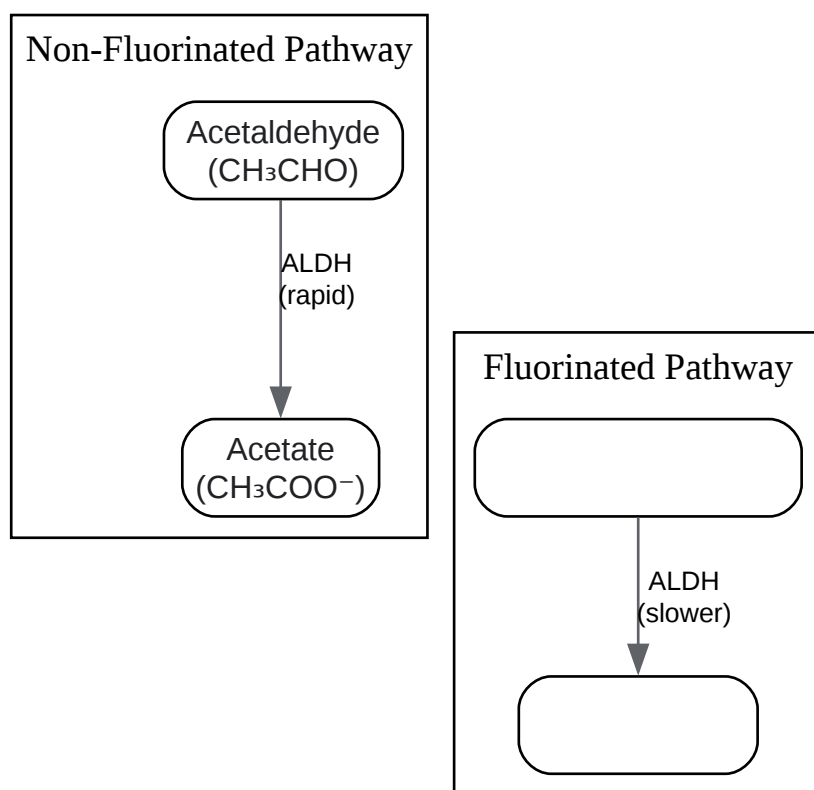 Non-Fluorinated Pathway
Acetaldehyde
(CH₃CHO)
ALDH
(rapid)
Acetate
(CH₃COO⁻)
Fluorinated Pathway
ALDH
(slower)